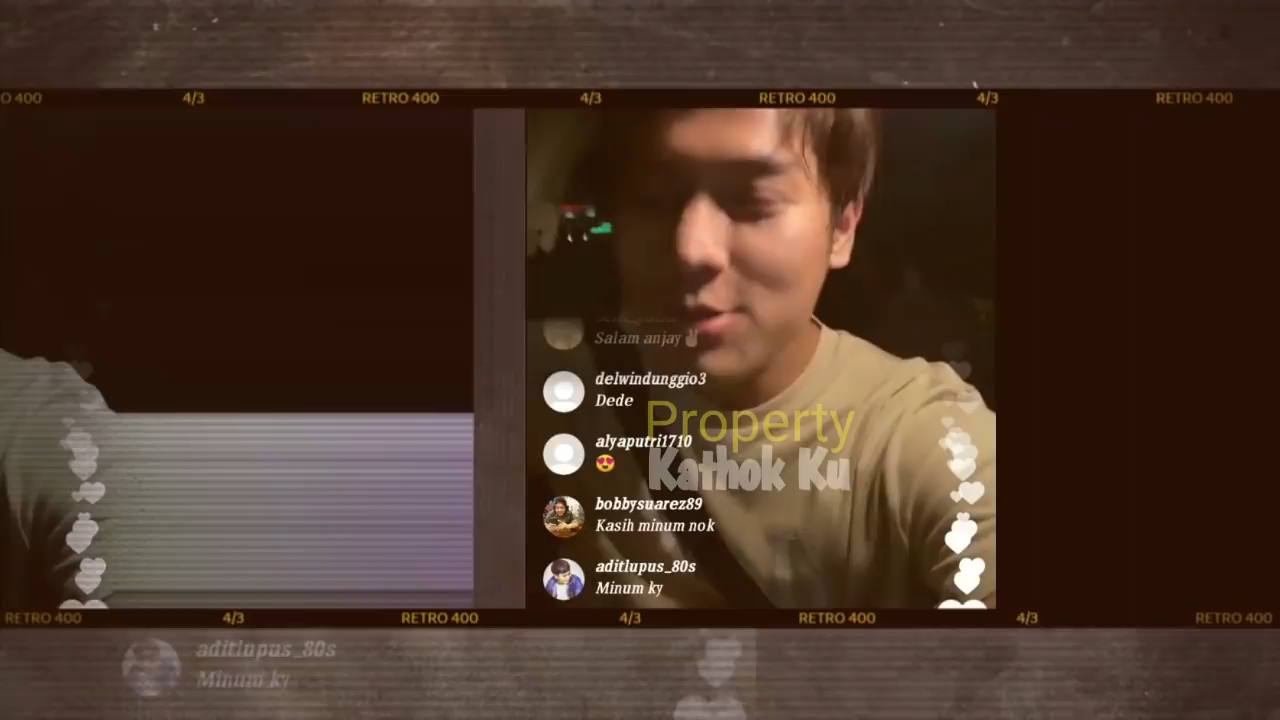 O 400 4/3 RETRO 400 4/3 RETRO 400 4/3 RETRO 400
Salam anjay✌🏻
delwindunggio3
Dede
Property
alyaputri1710
😍
Kathok Ku
bobbysuarez89
Kasih minum nok
aditlupus_80s
Minum ky
RETRO 400 4/3 RETRO 400 4/3 RETRO 400 4/3 RETRO 400
aditlupus_80s
Minum ky